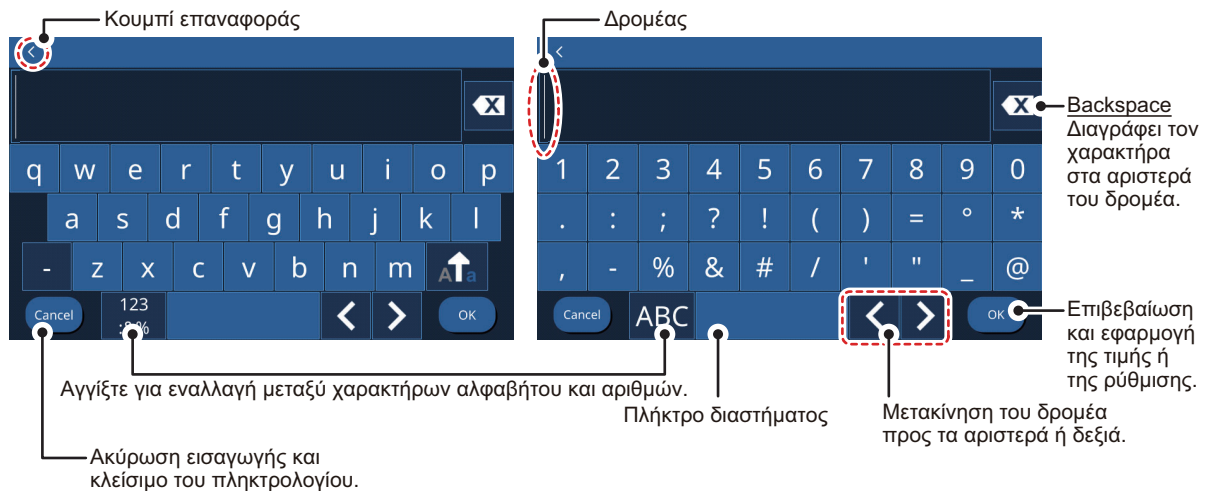 Κουμπί επαναφοράς
Δρομέας
<
<
X
X
Backspace
Διαγράφει τον
χαρακτήρα
στα αριστερά
του δρομέα.
q w e r t y u i o p
a s d f g h j k l
- z x c v b n m A a
Cancel 123 < > OK
1 2 3 4 5 6 7 8 9 0
. : ; ? ! ( ) = ° *
, - % & # / ' " _ @
Cancel ABC < > OK
Επιβεβαίωση
και εφαρμογή
της τιμής ή
της ρύθμισης.
Αγγίξτε για εναλλαγή μεταξύ χαρακτήρων αλφαβήτου και αριθμών.
Πλήκτρο διαστήματος
Μετακίνηση του δρομέα
προς τα αριστερά ή δεξιά.
Ακύρωση εισαγωγής και
κλείσιμο του πληκτρολογίου.